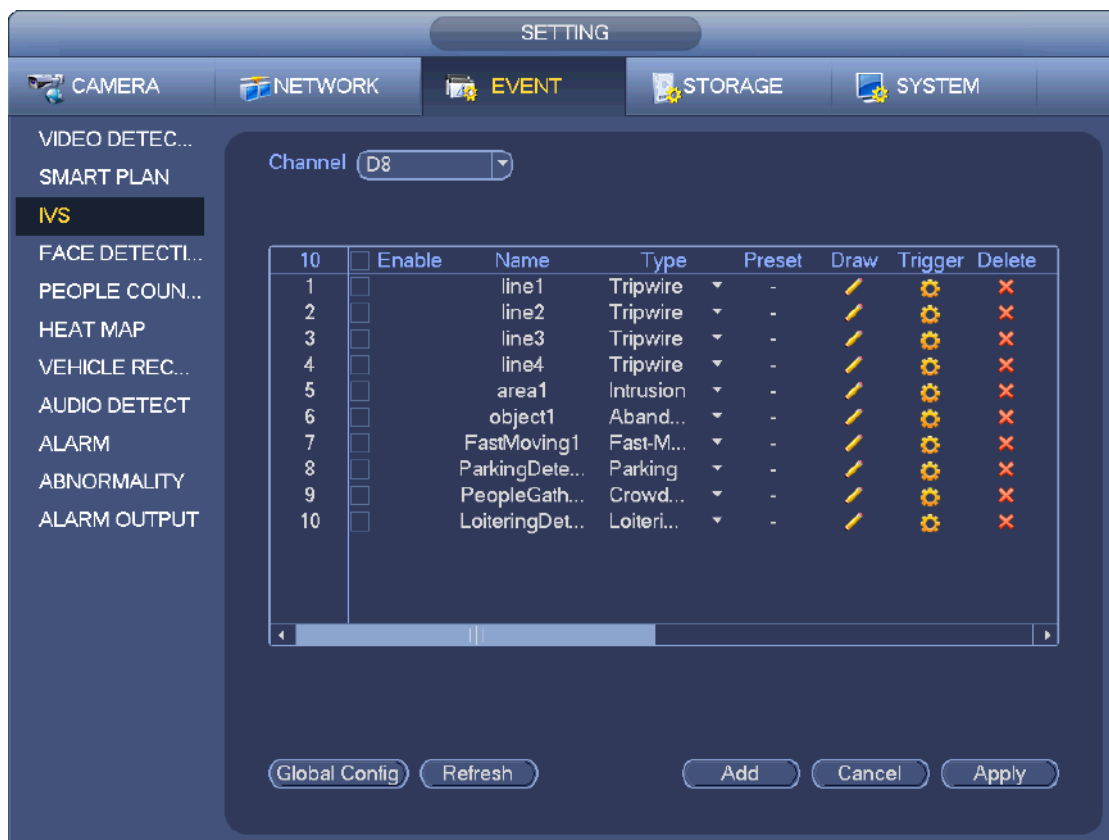 SETTING
CAMERA NETWORK EVENT STORAGE SYSTEM
VIDEO DETEC...
SMART PLAN
IVS
FACE DETECTI...
PEOPLE COUN...
HEAT MAP
VEHICLE REC...
AUDIO DETECT
ALARM
ABNORMALITY
ALARM OUTPUT
Channel D8
10 Enable Name Type Preset Draw Trigger Delete
1 line1 Tripwire -
2 line2 Tripwire -
3 line3 Tripwire -
4 line4 Tripwire -
5 area1 Intrusion -
6 object1 Aband... -
7 FastMoving1 Fast-M... -
8 ParkingDete... Parking -
9 PeopleGath... Crowd... -
10 LoiteringDet... Loiteri... -
Global Config Refresh Add Cancel Apply